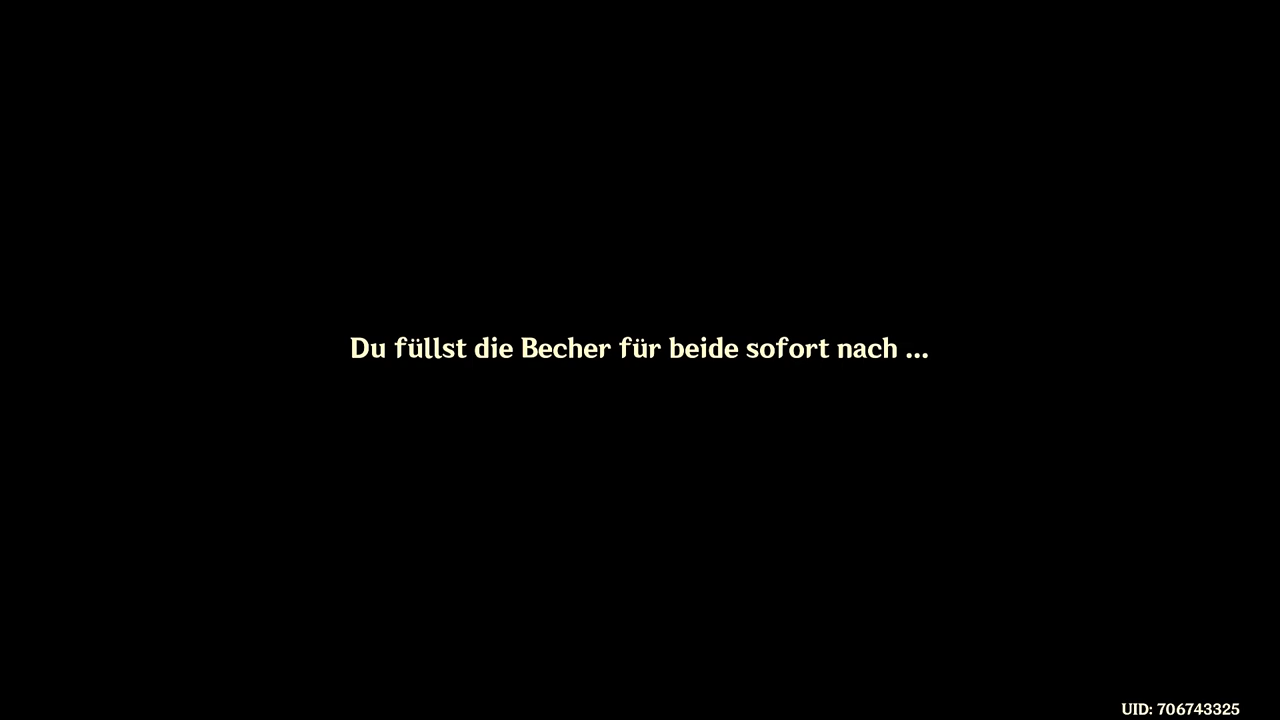 Du füllst die Becher für beide sofort nach ...
UID: 706743325